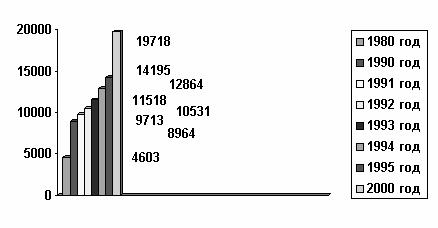 20000
15000
10000
5000
0
19718
14195
12864
11518
10531
9713
8964
4603
1980 год
1990 год
1991 год
1992 год
1993 год
1994 год
1995 год
2000 год